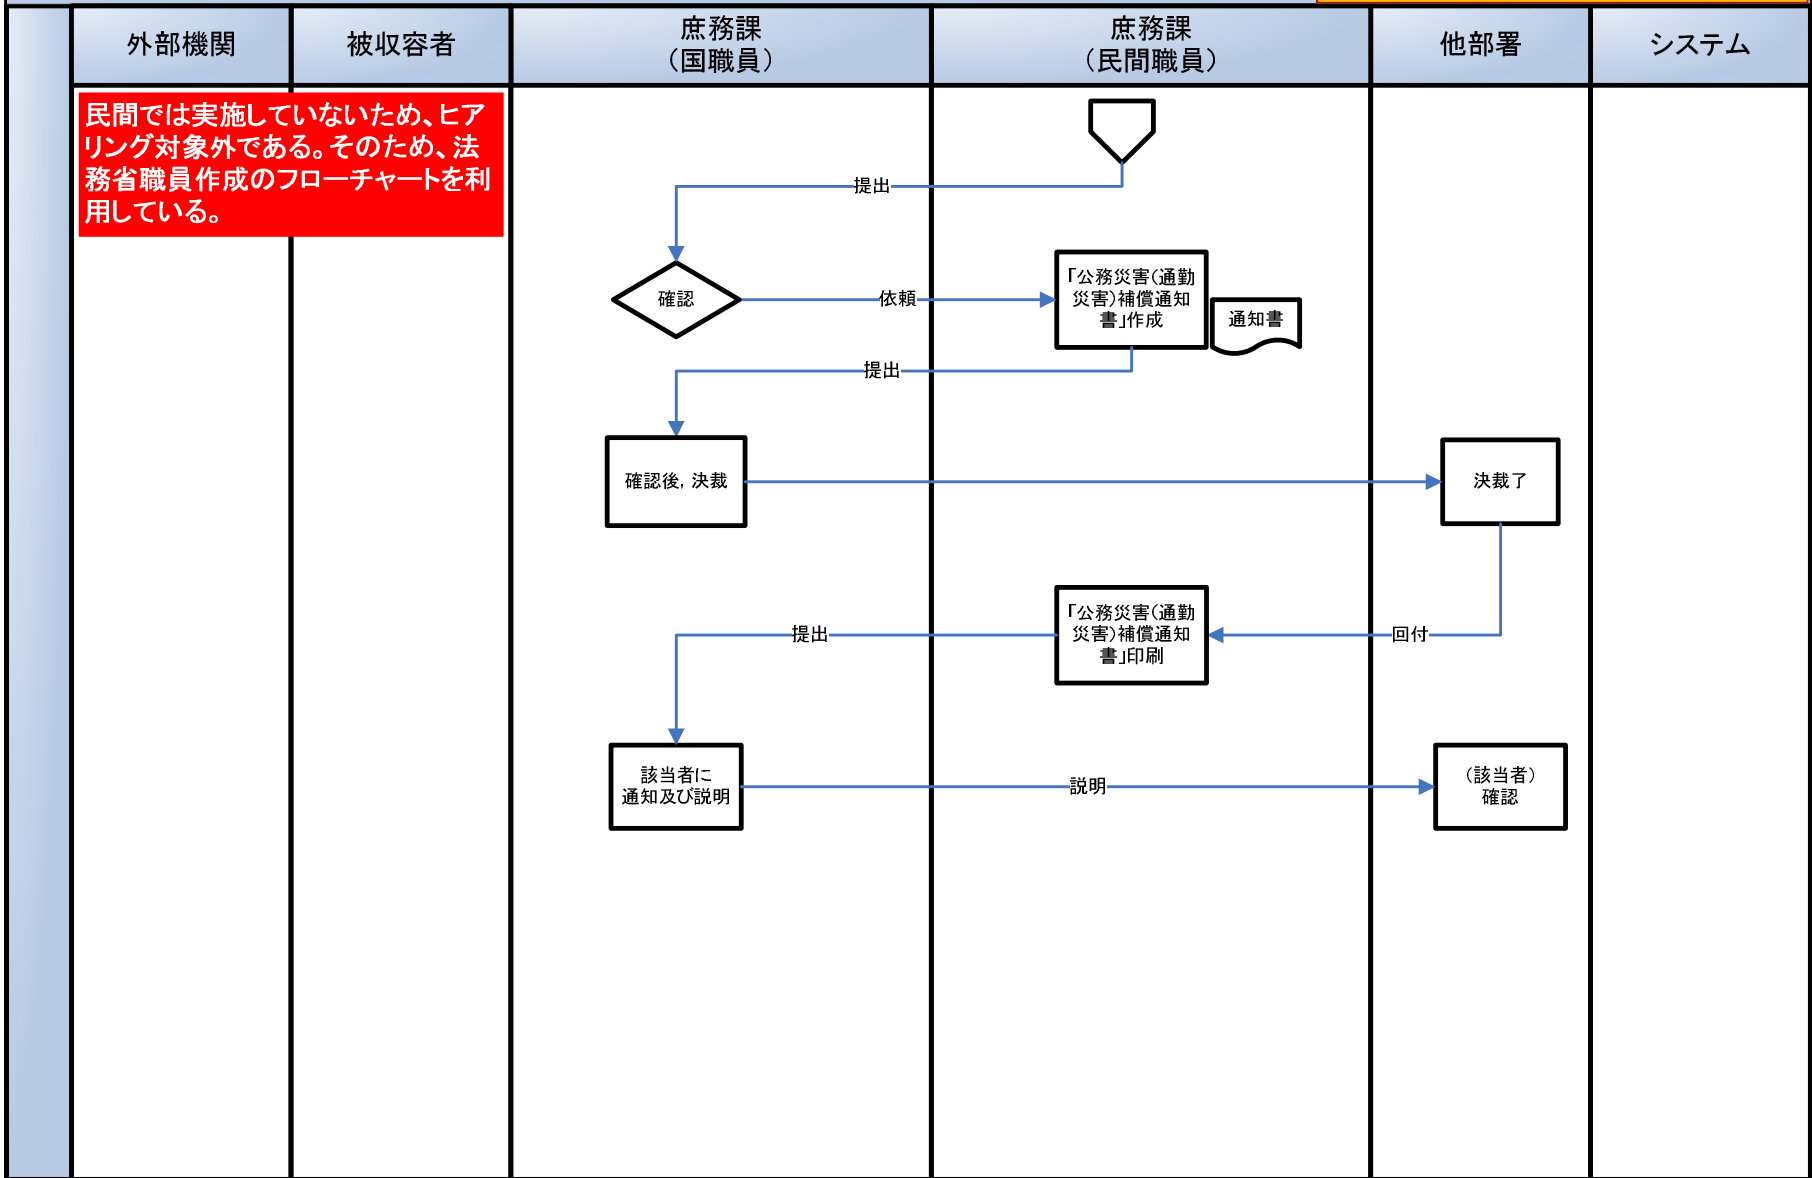 外部機関
被収容者
庶務課
（国職員）
庶務課
（民間職員）
他部署
システム
民間では実施していないため、ヒア
リング対象外である。そのため、法
務省職員作成のフローチャートを利
用している。
提出
確認
依頼
「公務災害（通勤
災害）補償通知
書」作成
通知書
提出
確認後，決裁
決裁了
「公務災害（通勤
災害）補償通知
書」印刷
提出
回付
該当者に
通知及び説明
説明
（該当者）
確認